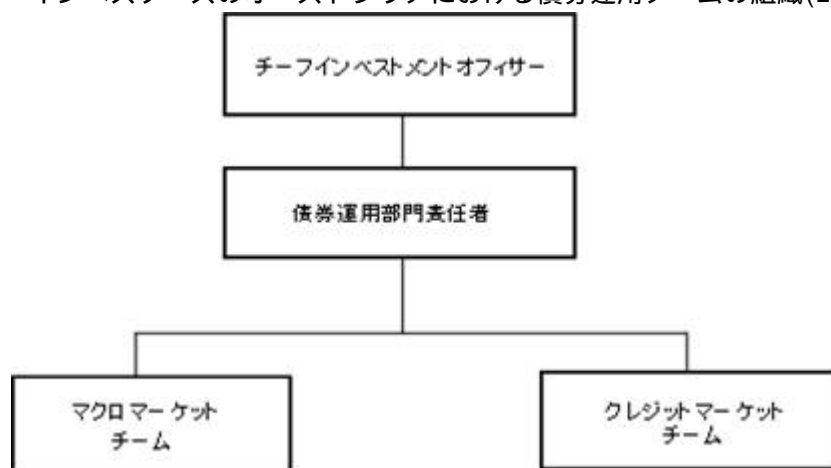 チーフインベストメントオフィサー
債券運用部門責任者
マクロマーケット
チーム
クレジットマーケット
チーム